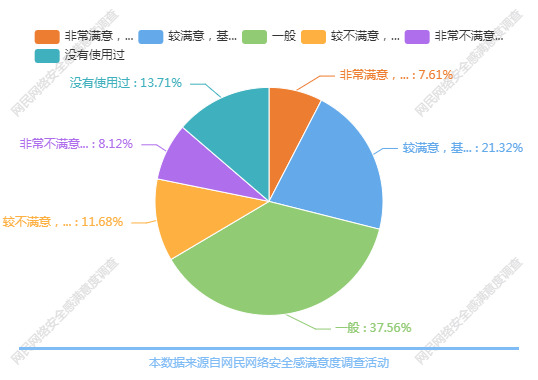 非常满意，... 较满意，基... 一般 较不满意，... 非常不满意...
没有使用过
没有使用过 : 13.71%
非常满意，... : 7.61%
非常不满意... : 8.12%
较满意，基... : 21.32%
较不满意，... : 11.68%
一般 : 37.56%
本数据来源自网民网络安全感满意度调查活动
网民网络安全感满意度调查
网民网络安全感满意度调查
网民网络安全感满意度调查
网民网络安全感满意度调查